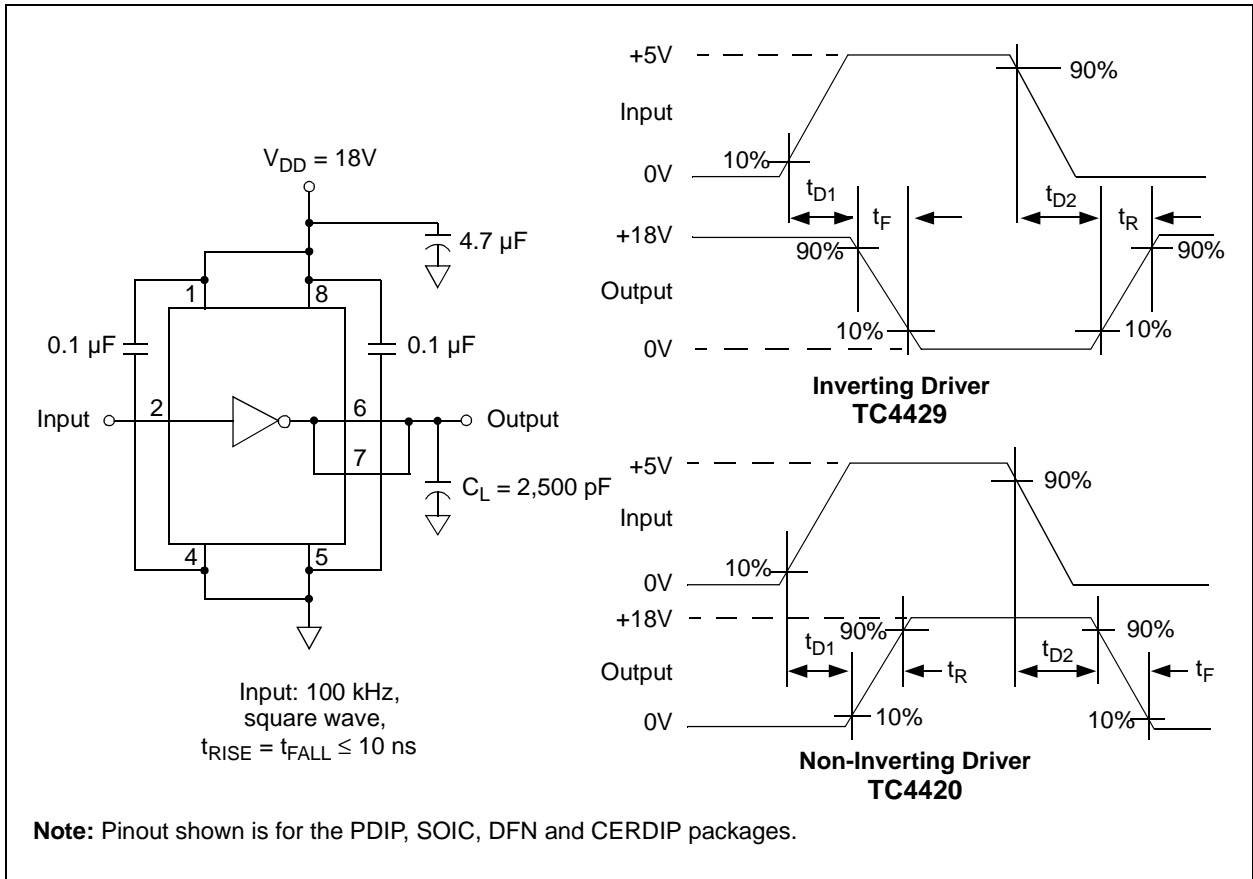 V_DD = 18V
4.7 µF
1
8
0.1 µF
0.1 µF
Input
2
6
Output
7
C_L = 2,500 pF
4
5
Input: 100 kHz,
square wave,
t_RISE = t_FALL ≤ 10 ns
+5V
90%
Input
10%
0V
t_D1
t_F
t_D2
t_R
+18V
90%
90%
Output
10%
10%
0V
Inverting Driver
TC4429
+5V
90%
Input
10%
0V
+18V
t_D1
90%
t_D2
90%
Output
t_R
t_F
10%
10%
0V
Non-Inverting Driver
TC4420
Note: Pinout shown is for the PDIP, SOIC, DFN and CERDIP packages.